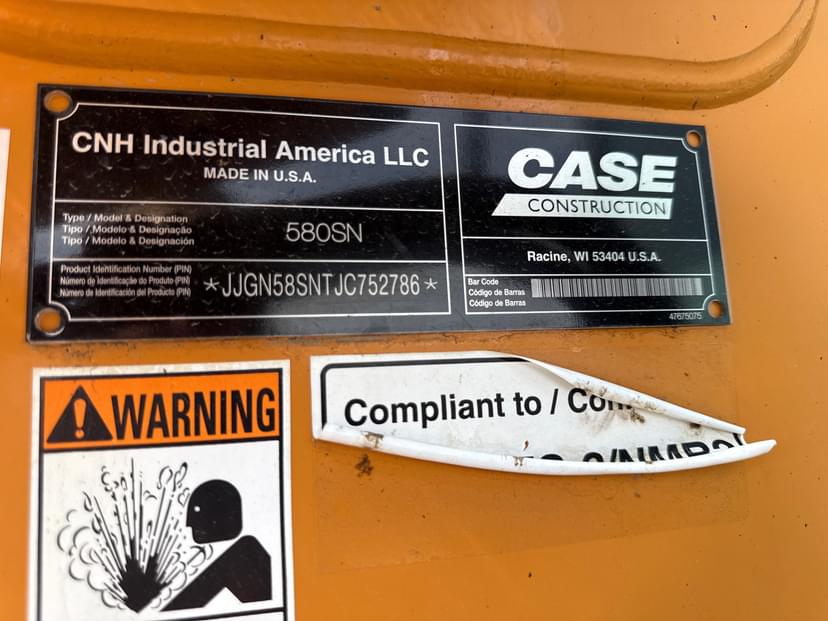 CNH Industrial America LLC
MADE IN U.S.A.
Type / Model & Designation
Tipo / Modelo & Designação
Tipo / Modelo & Designación
580SN
Product Identification Number (PIN)
Número de Identificação do Produto (PIN)
Número de Identificación del Producto (PIN)
*JJGN58SNTJC752786*
CASE
CONSTRUCTION
Racine, WI 53404 U.S.A.
Bar Code
Código de Barras
Código de Barras
47675075
WARNING
Compliant to / Con